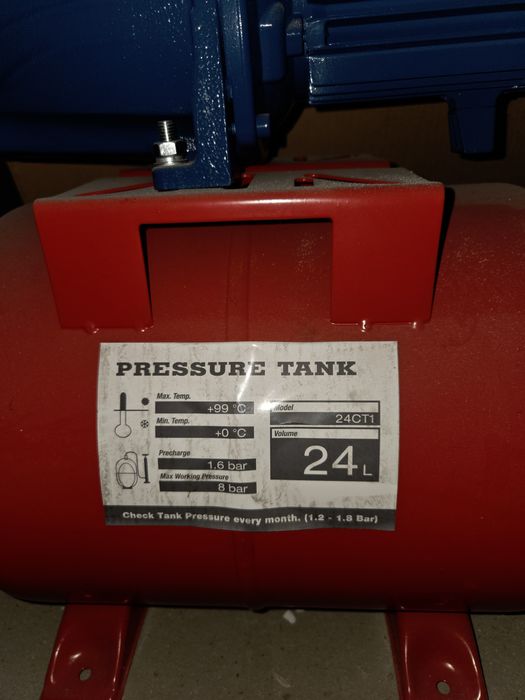 PRESSURE TANK
Max. Temp.
+99 °C
Min. Temp.
+0 °C
Precharge
1.6 bar
Max Working Pressure
8 bar
Model
24CT1
Volume
24 L
Check Tank Pressure every month. (1.2 - 1.8 Bar)